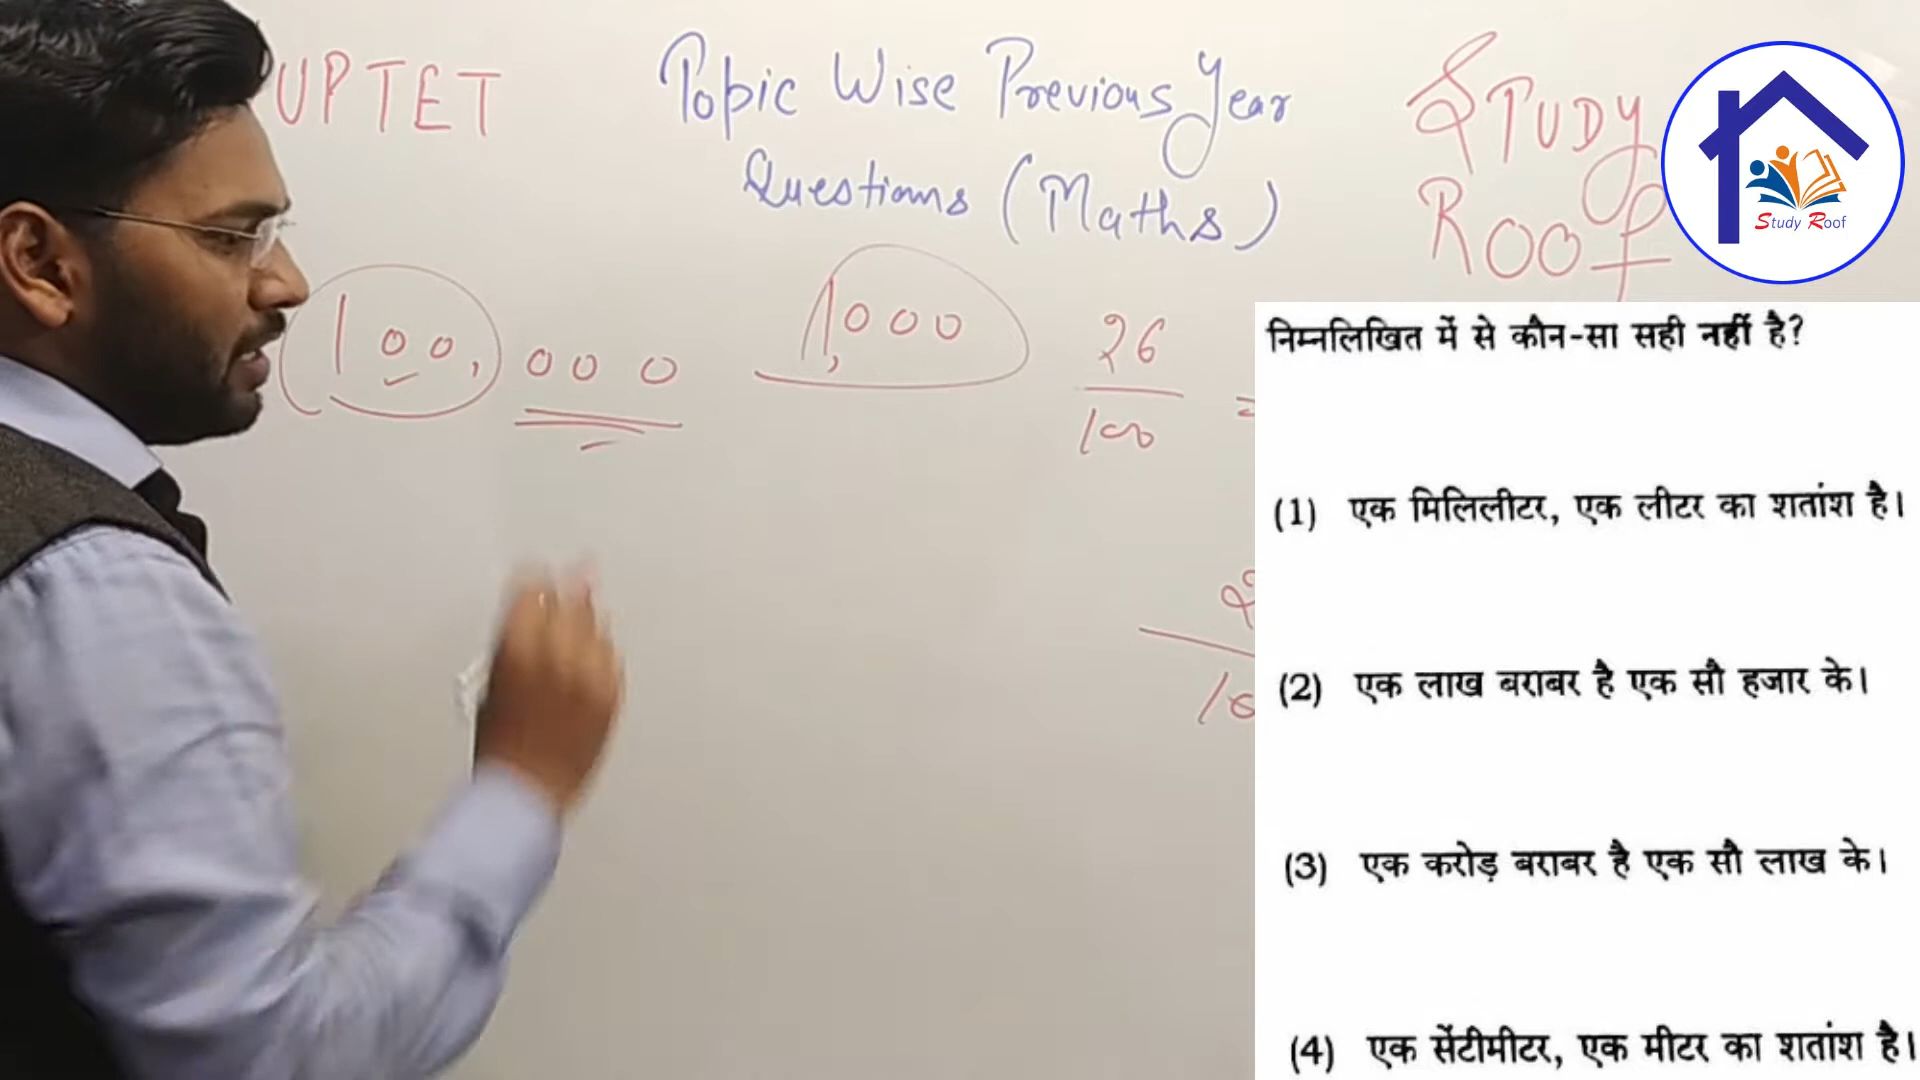 UPTET
Topic Wise Previous Year
Questions (Maths)
STUDY
ROOF
Study Roof
100,000
1,000
26
100
=
निम्नलिखित में से कौन-सा सही नहीं है?
(1) एक मिलिलीटर, एक लीटर का शतांश है।
(2) एक लाख बराबर है एक सौ हजार के।
(3) एक करोड़ बराबर है एक सौ लाख के।
(4) एक सेंटीमीटर, एक मीटर का शतांश है।